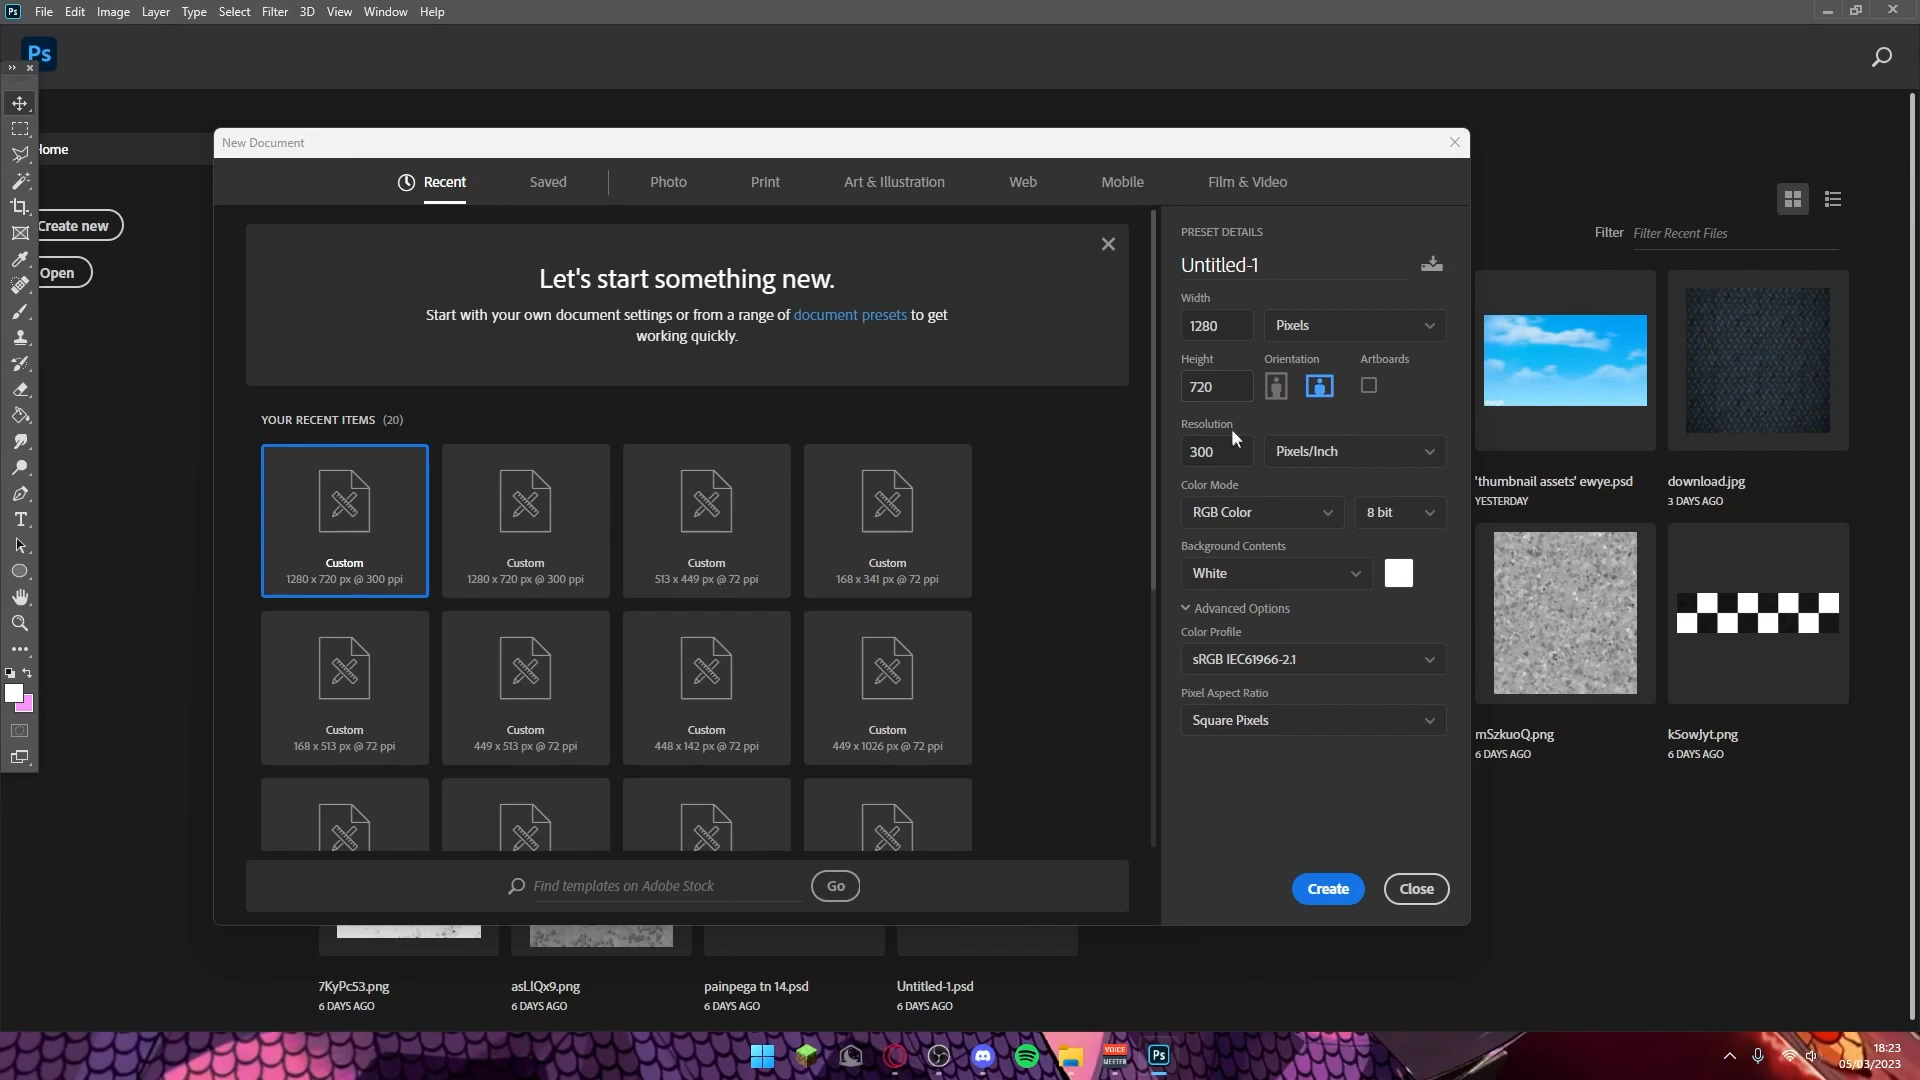 Ps
File Edit Image Layer Type Select Filter 3D View Window Help
Ps
Home
Create new
Open
New Document
Recent Saved Photo Print Art & Illustration Web Mobile Film & Video
Let's start something new.
Start with your own document settings or from a range of document presets to get
working quickly.
YOUR RECENT ITEMS (20)
Custom
1280 x 720 px @ 300 ppi
Custom
1280 x 720 px @ 300 ppi
Custom
513 x 449 px @ 72 ppi
Custom
168 x 341 px @ 72 ppi
Custom
168 x 513 px @ 72 ppi
Custom
449 x 513 px @ 72 ppi
Custom
448 x 142 px @ 72 ppi
Custom
449 x 1026 px @ 72 ppi
Find templates on Adobe Stock
Go
PRESET DETAILS
Untitled-1
Width
1280 Pixels
Height Orientation Artboards
720
Resolution
300 Pixels/Inch
Color Mode
RGB Color 8 bit
Background Contents
White
Advanced Options
Color Profile
sRGB IEC61966-2.1
Pixel Aspect Ratio
Square Pixels
Create Close
Filter Filter Recent Files
'thumbnail assets' ewye.psd
YESTERDAY
download.jpg
3 DAYS AGO
mSzkuoQ.png
6 DAYS AGO
k5owJyt.png
6 DAYS AGO
7KyPc53.png
6 DAYS AGO
asLIQx9.png
6 DAYS AGO
painpega tn 14.psd
6 DAYS AGO
Untitled-1.psd
6 DAYS AGO
VOICE
MEETER
Ps
18:23
05/03/2023